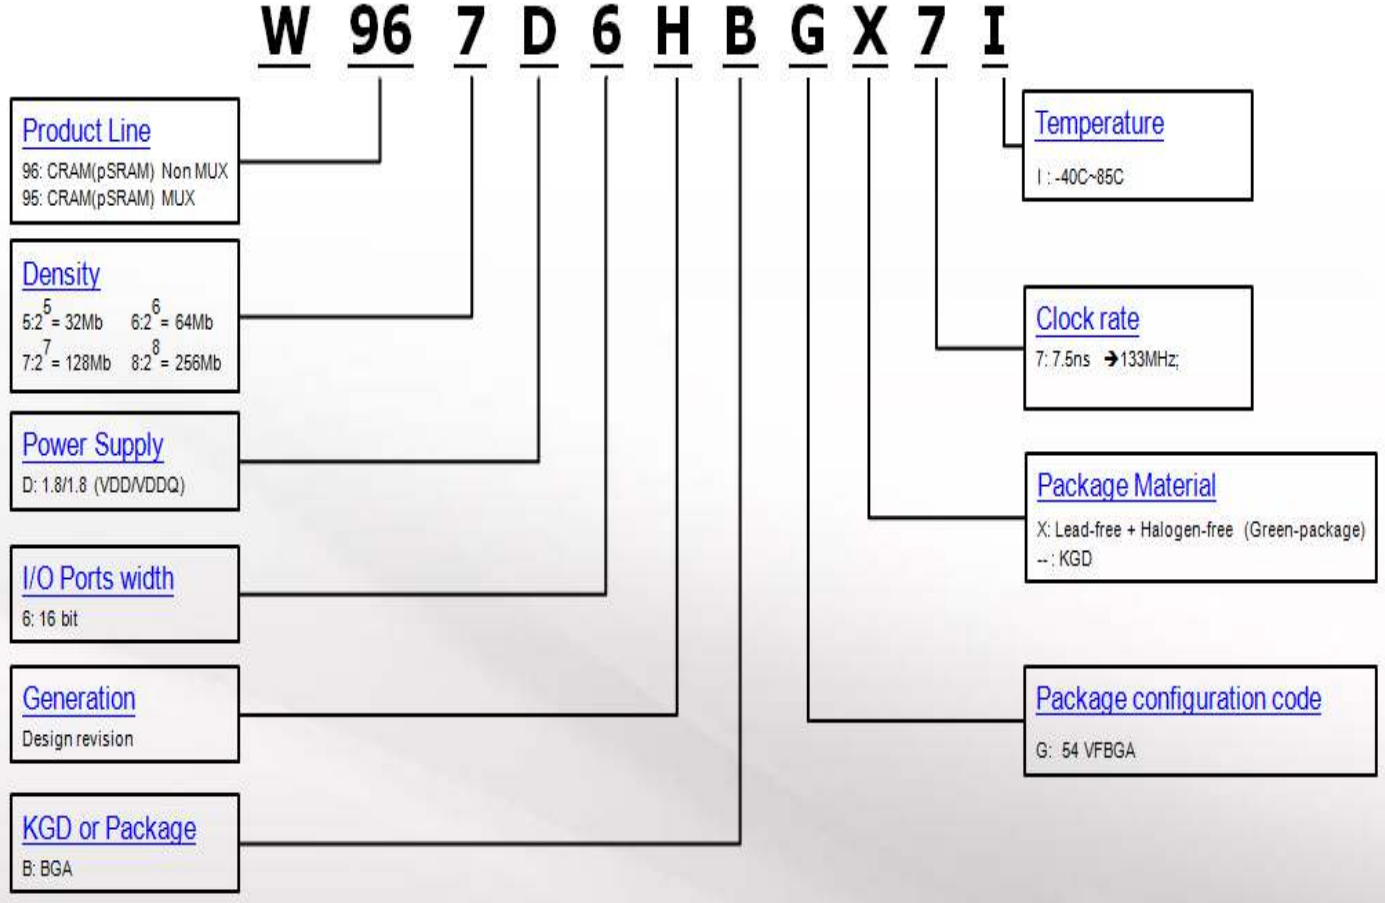 W 96 7 D 6 H B G X 7 I
Product Line
96: CRAM(pSRAM) Non MUX
95: CRAM(pSRAM) MUX
Density
5:2^5= 32Mb 6:2^6= 64Mb
7:2^7= 128Mb 8:2^8= 256Mb
Power Supply
D: 1.8/1.8 (VDD/VDDQ)
I/O Ports width
6: 16 bit
Generation
Design revision
KGD or Package
B: BGA
Temperature
I : -40C~85C
Clock rate
7: 7.5ns ➔133MHz;
Package Material
X: Lead-free + Halogen-free (Green-package)
-- : KGD
Package configuration code
G: 54 VFBGA